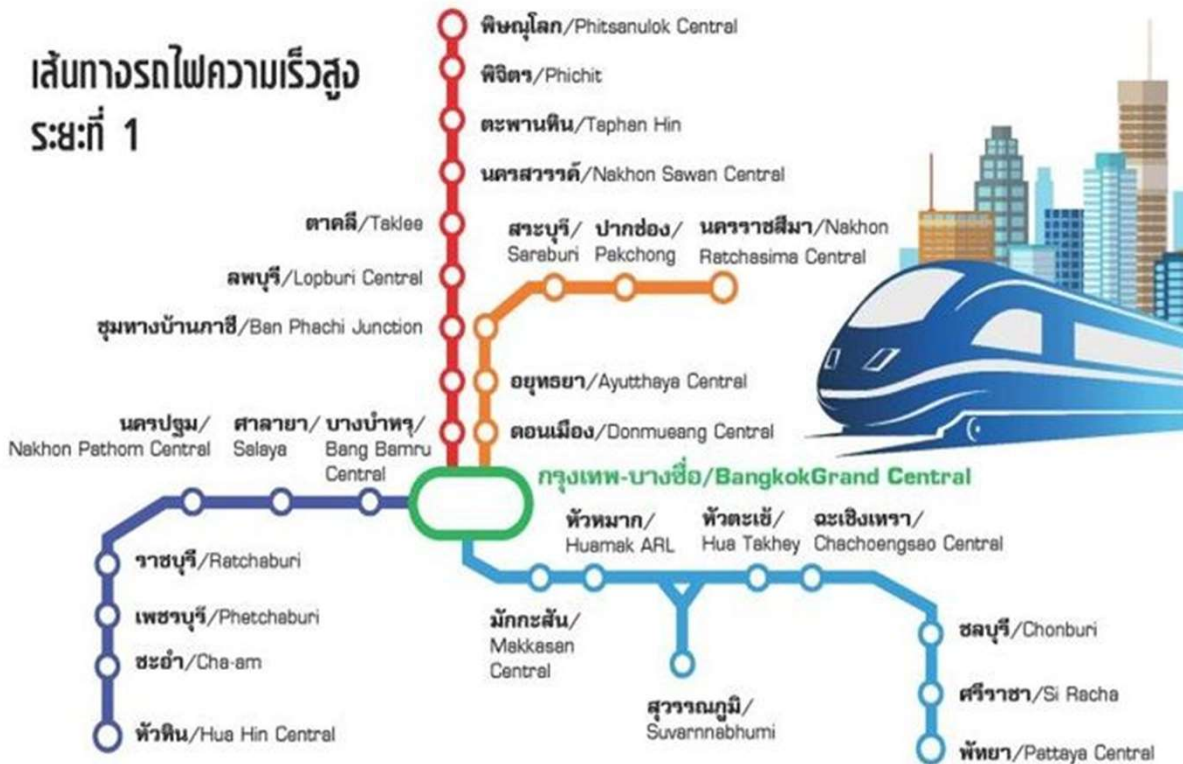 เส้นทางรถไฟความเร็วสูง
ระยะที่ 1
พิษณุโลก/Phitsanulok Central
พิจิตร/Phichit
ตะพานหิน/Taphan Hin
นครสวรรค์/Nakhon Sawan Central
ตาคลี/Taklee
ลพบุรี/Lopburi Central
ชุมทางบ้านภาชี/Ban Phachi Junction
สระบุรี/
Saraburi
ปากช่อง/
Pakchong
นครราชสีมา/Nakhon
Ratchasima Central
อยุทธยา/Ayutthaya Central
ดอนเมือง/Donmueang Central
นครปฐม/
Nakhon Pathom Central
ศาลายา/
Salaya
บางบำหรุ/
Bang Bamru
Central
กรุงเทพ-บางซื่อ/BangkokGrand Central
หัวหมาก/
Huamak ARL
หัวตะเข้/
Hua Takhey
ฉะเชิงเทรา/
Chachoengsao Central
ราชบุรี/Ratchaburi
เพชรบุรี/Phetchaburi
ชะอำ/Cha-am
หัวหิน/Hua Hin Central
มักกะสัน/
Makkasan
Central
สุวรรณภูมิ/
Suvarnnabhumi
ชลบุรี/Chonburi
ศรีราชา/Si Racha
พัทยา/Pattaya Central